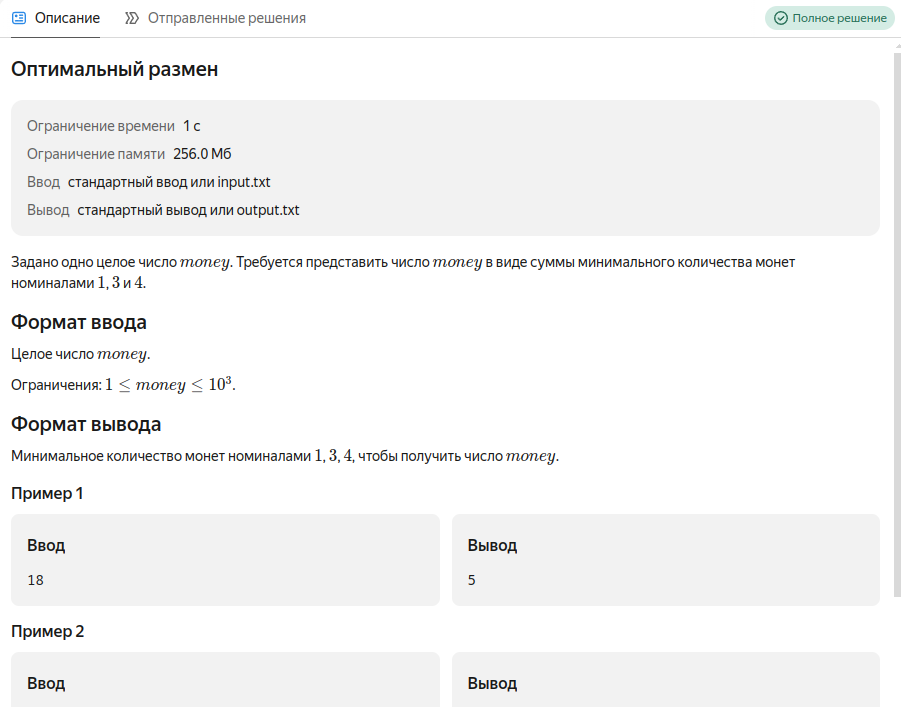 Описание Отправленные решения Полное решение
Оптимальный размен
Ограничение времени 1 с
Ограничение памяти 256.0 Мб
Ввод стандартный ввод или input.txt
Вывод стандартный вывод или output.txt
Задано одно целое число money. Требуется представить число money в виде суммы минимального количества монет
номиналами 1, 3 и 4.
Формат ввода
Целое число money.
Ограничения: 1 ≤ money ≤ 10³.
Формат вывода
Минимальное количество монет номиналами 1, 3, 4, чтобы получить число money.
Пример 1
Ввод Вывод
18 5
Пример 2
Ввод Вывод